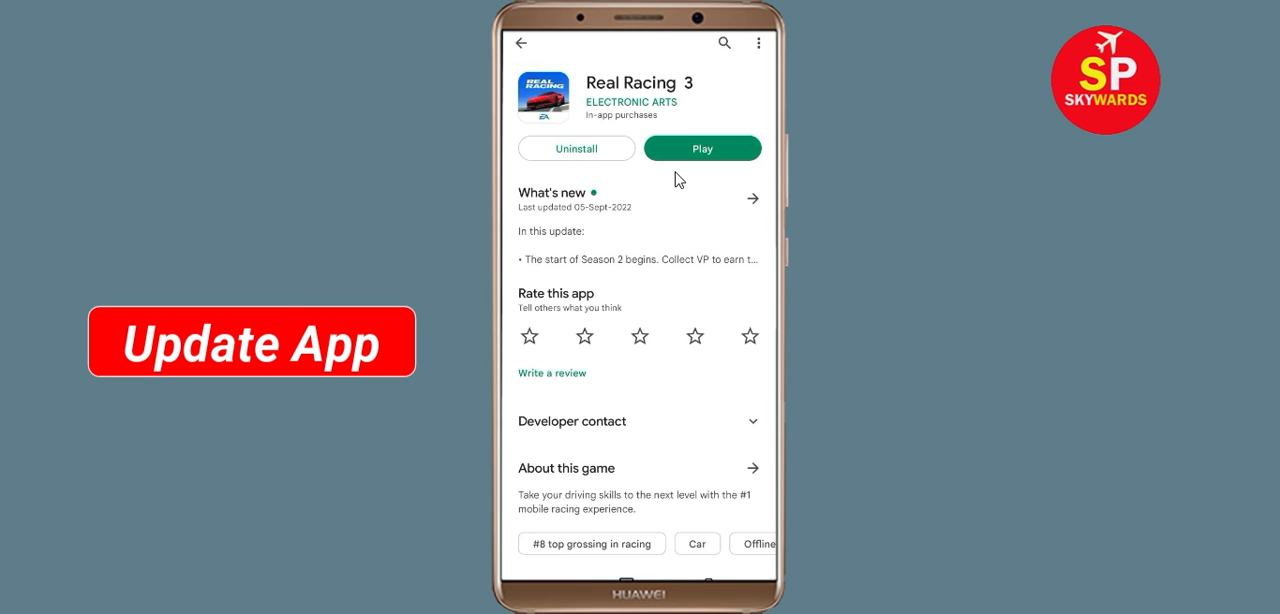 SP
SKYWARDS
REAL
RACING
EA
Real Racing 3
ELECTRONIC ARTS
In-app purchases
Uninstall
Play
What's new
Last updated 05-Sept-2022
In this update:
• The start of Season 2 begins. Collect VP to earn t...
Rate this app
Tell others what you think
Update App
Write a review
Developer contact
About this game
Take your driving skills to the next level with the #1
mobile racing experience.
#8 top grossing in racing
Car
Offline
HUAWEI